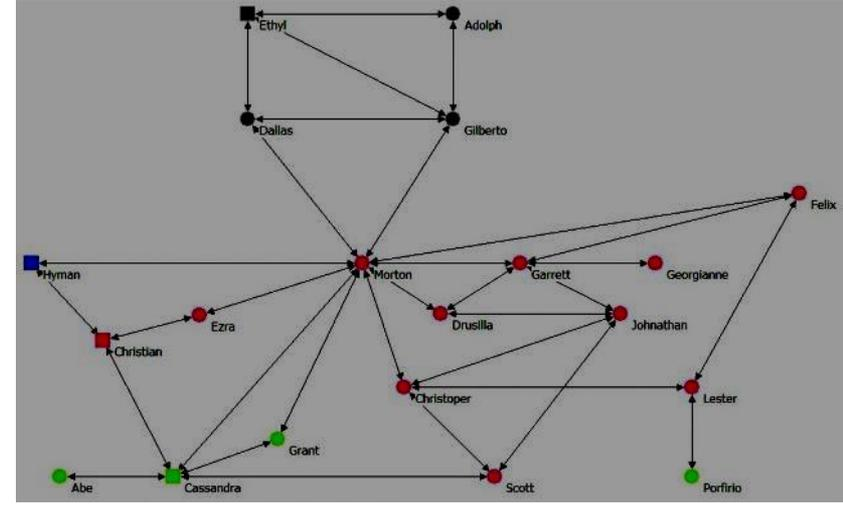 Ethyl
Adolph
Dallas
Gilberto
Felix
Hyman
Morton
Garrett
Georgianne
Ezra
Drusilla
Johnathan
Christian
Christoper
Lester
Grant
Abe
Cassandra
Scott
Porfirio